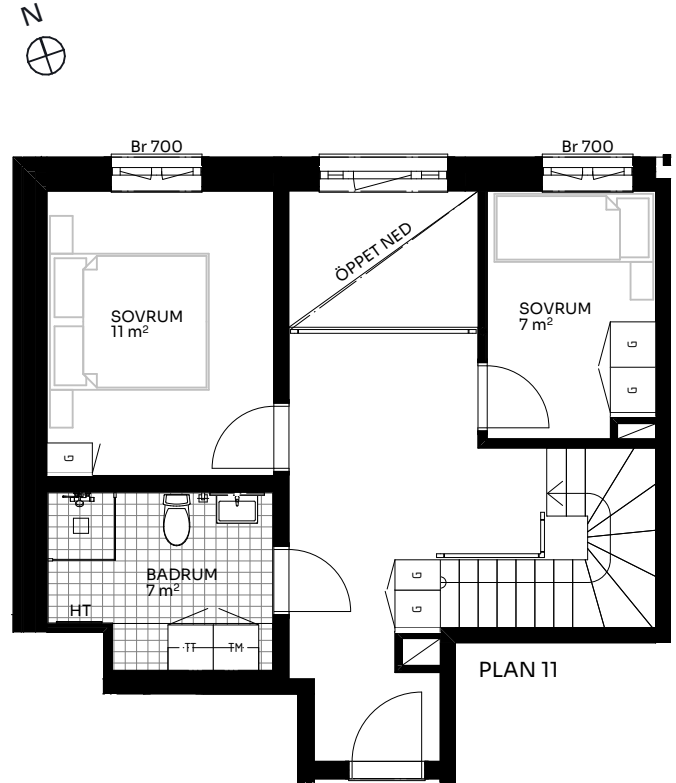 N
Br 700
Br 700
ÖPPET NED
SOVRUM
11 m²
SOVRUM
7 m²
G
G
G
BADRUM
7 m²
G
G
HT
TT
TM
PLAN 11